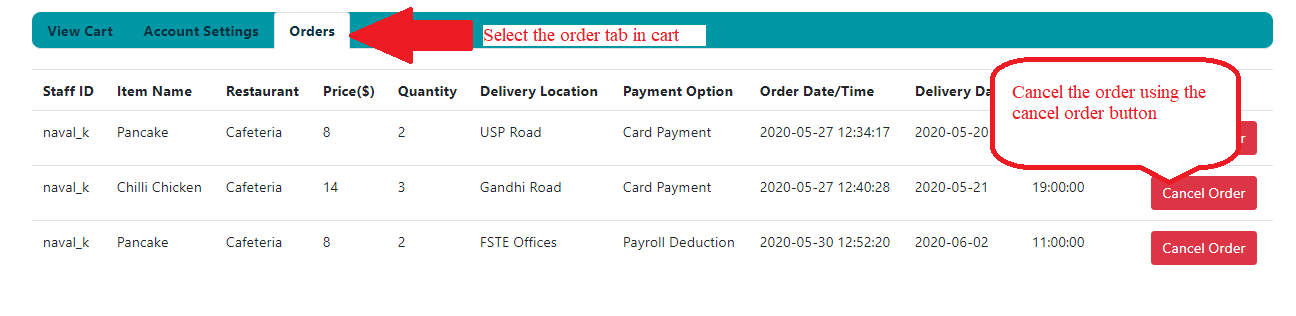 View Cart Account Settings Orders Select the order tab in cart
Staff ID Item Name Restaurant Price($) Quantity Delivery Location Payment Option Order Date/Time Delivery
Cancel the order using the
cancel order button
naval_k Pancake Cafeteria 8 2 USP Road Card Payment 2020-05-27 12:34:17 2020-05-20
naval_k Chilli Chicken Cafeteria 14 3 Gandhi Road Card Payment 2020-05-27 12:40:28 2020-05-21 19:00:00 Cancel Order
naval_k Pancake Cafeteria 8 2 FSTE Offices Payroll Deduction 2020-05-30 12:52:20 2020-06-02 11:00:00 Cancel Order